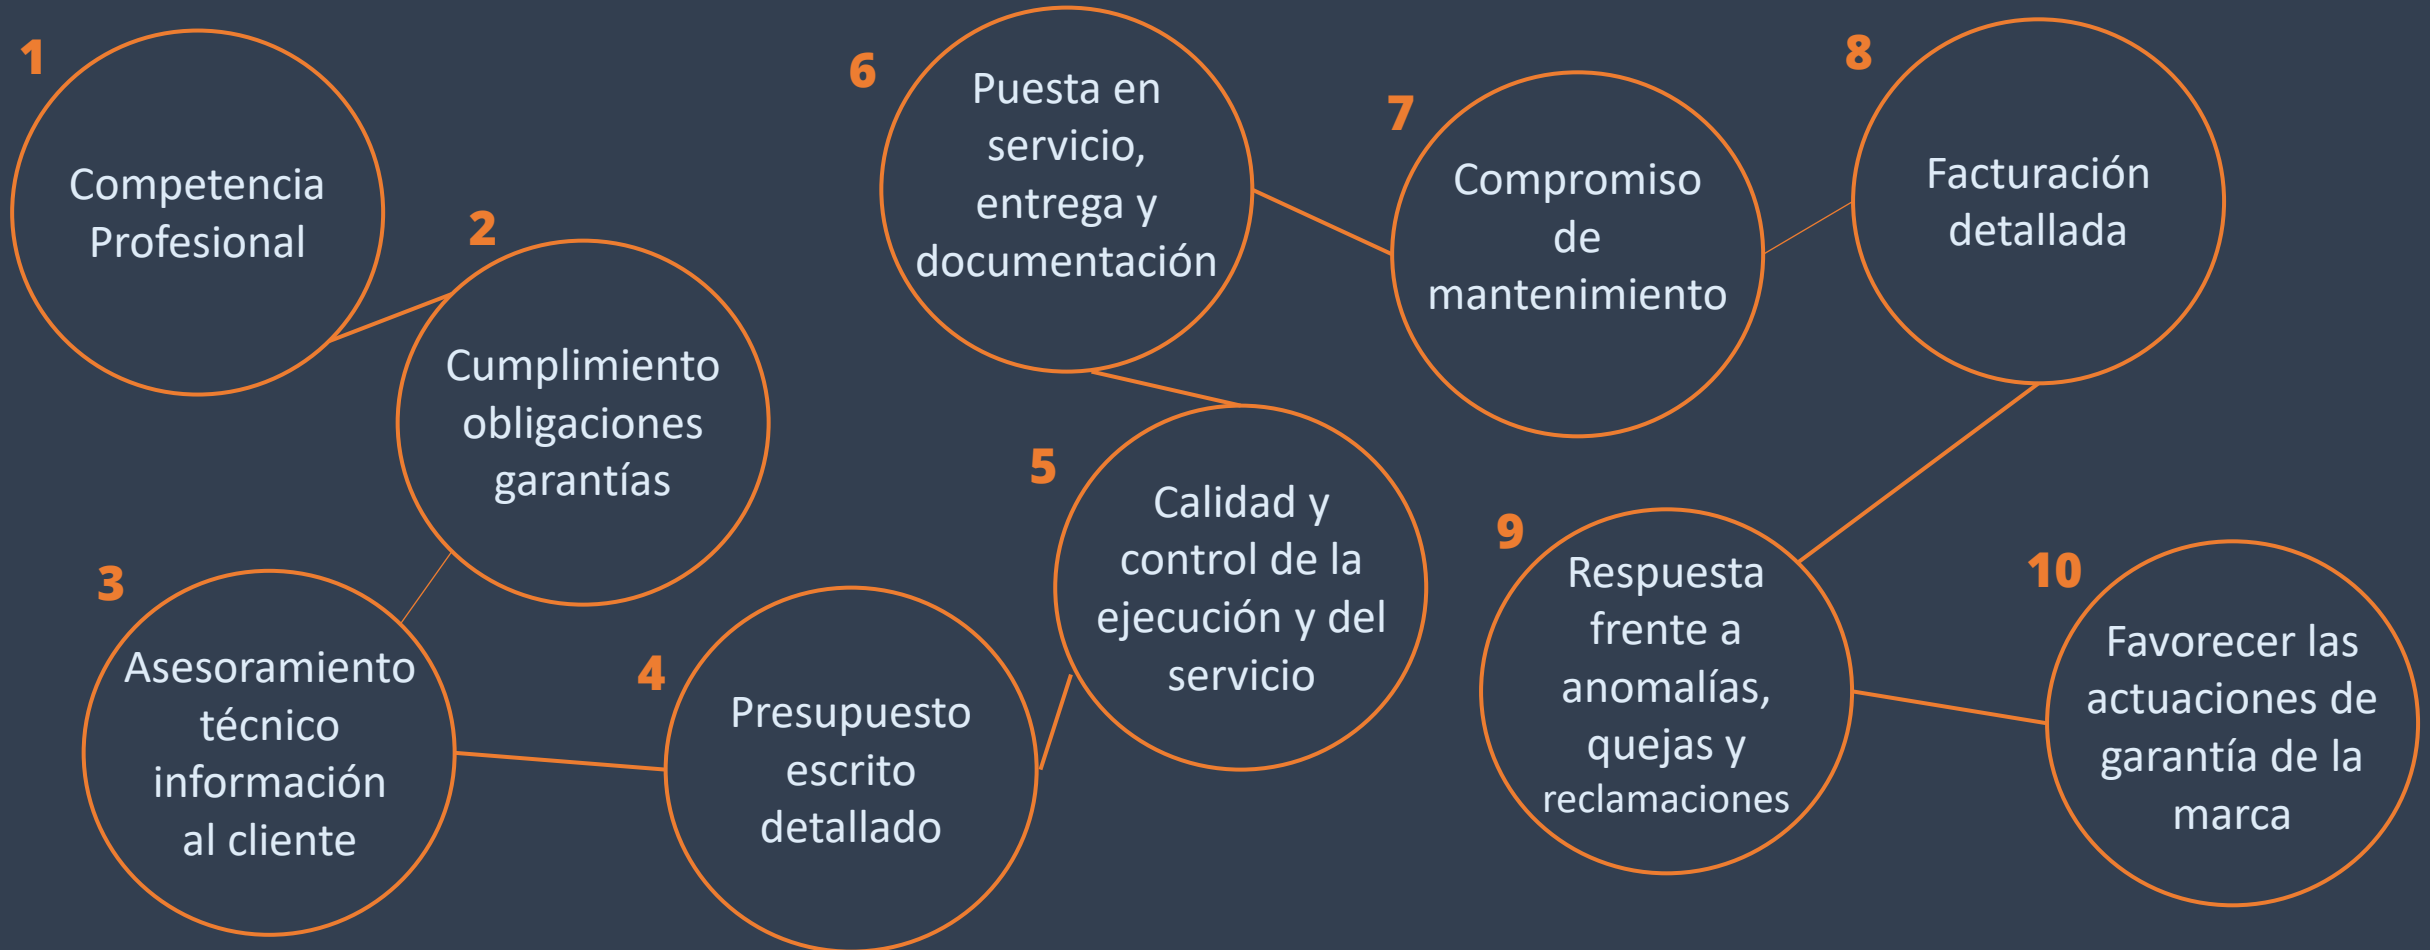 1
Competencia
Profesional
2
Cumplimiento
obligaciones
garantías
3
Asesoramiento
técnico
información
al cliente
4
Presupuesto
escrito
detallado
5
Calidad y
control de la
ejecución y del
servicio
6
Puesta en
servicio,
entrega y
documentación
7
Compromiso
de
mantenimiento
8
Facturación
detallada
9
Respuesta
frente a
anomalías,
quejas y
reclamaciones
10
Favorecer las
actuaciones de
garantía de la
marca